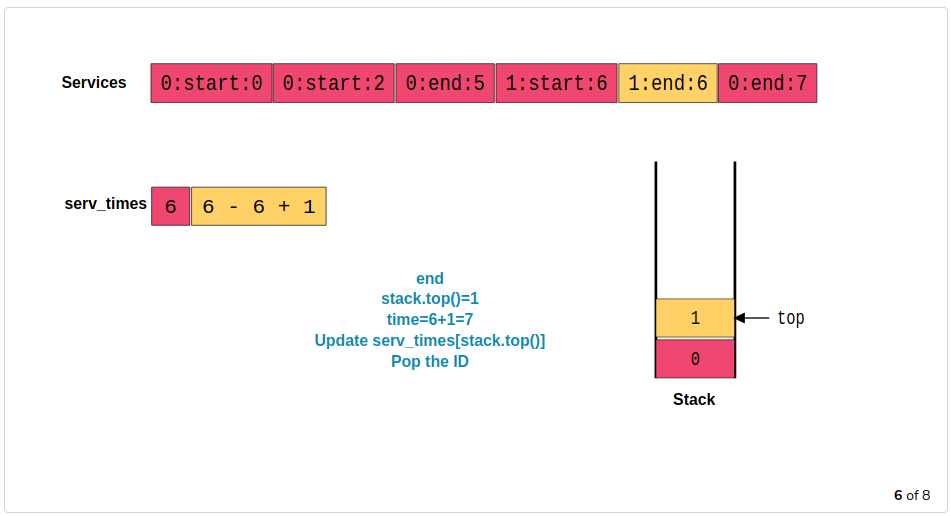 Services 0:start:0 0:start:2 0:end:5 1:start:6 1:end:6 0:end:7
serv_times 6 6 - 6 + 1
end
stack.top()=1
time=6+1=7
Update serv_times[stack.top()]
Pop the ID
1 top
0
Stack
6 of 8